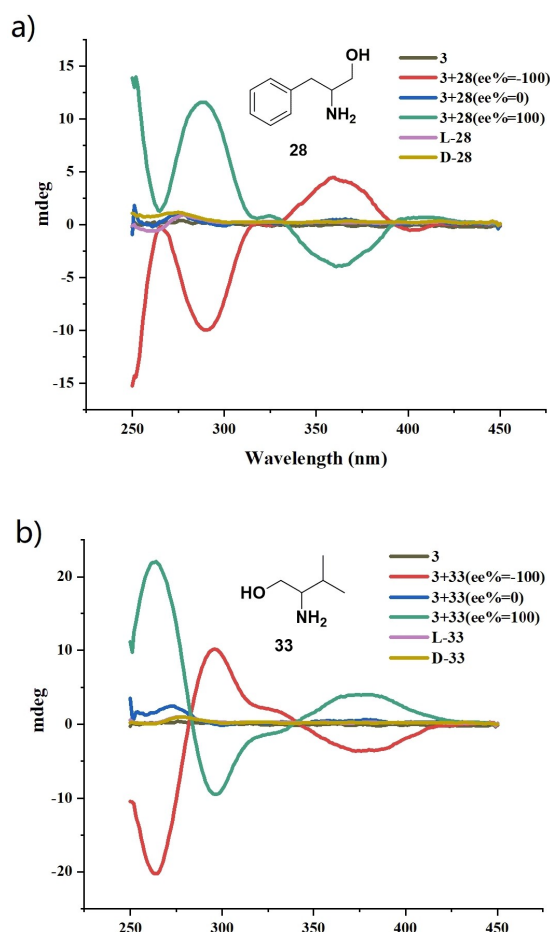 a)
15
10
5
0
-5
-10
-15
mdeg
OH
NH2
28
3
3+28(ee%=-100)
3+28(ee%=0)
3+28(ee%=100)
L-28
D-28
250
300
350
400
450
Wavelength (nm)
b)
20
10
0
-10
-20
mdeg
HO
NH2
33
3
3+33(ee%=-100)
3+33(ee%=0)
3+33(ee%=100)
L-33
D-33
250
300
350
400
450